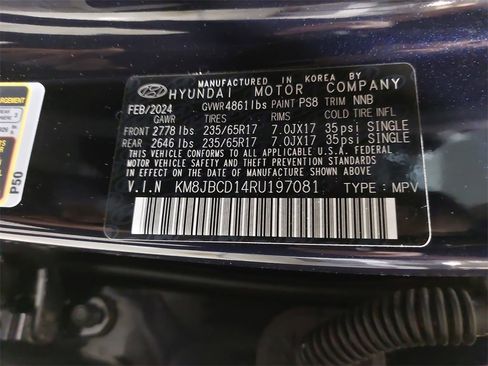 MANUFACTURED IN KOREA BY
HYUNDAI MOTOR COMPANY
FEB/2024 GVWR 4861 lbs PAINT PS8 TRIM NNB
GAWR TIRES RIMS COLD TIRE INFL
FRONT 2778 lbs 235/65R17 7.0JX17 35psi SINGLE
REAR 2646 lbs 235/65R17 7.0JX17 35psi SINGLE
THIS VEHICLE CONFORMS TO ALL APPLICABLE U.S.A
FEDERAL MOTOR VEHICLE SAFETY AND THEFT
PREVENTION STANDARDS IN EFFECT ON THE DATE
OF MANUFACTURE SHOWN ABOVE.
V.I.N KM8JBCD14RU197081 TYPE : MPV
P50